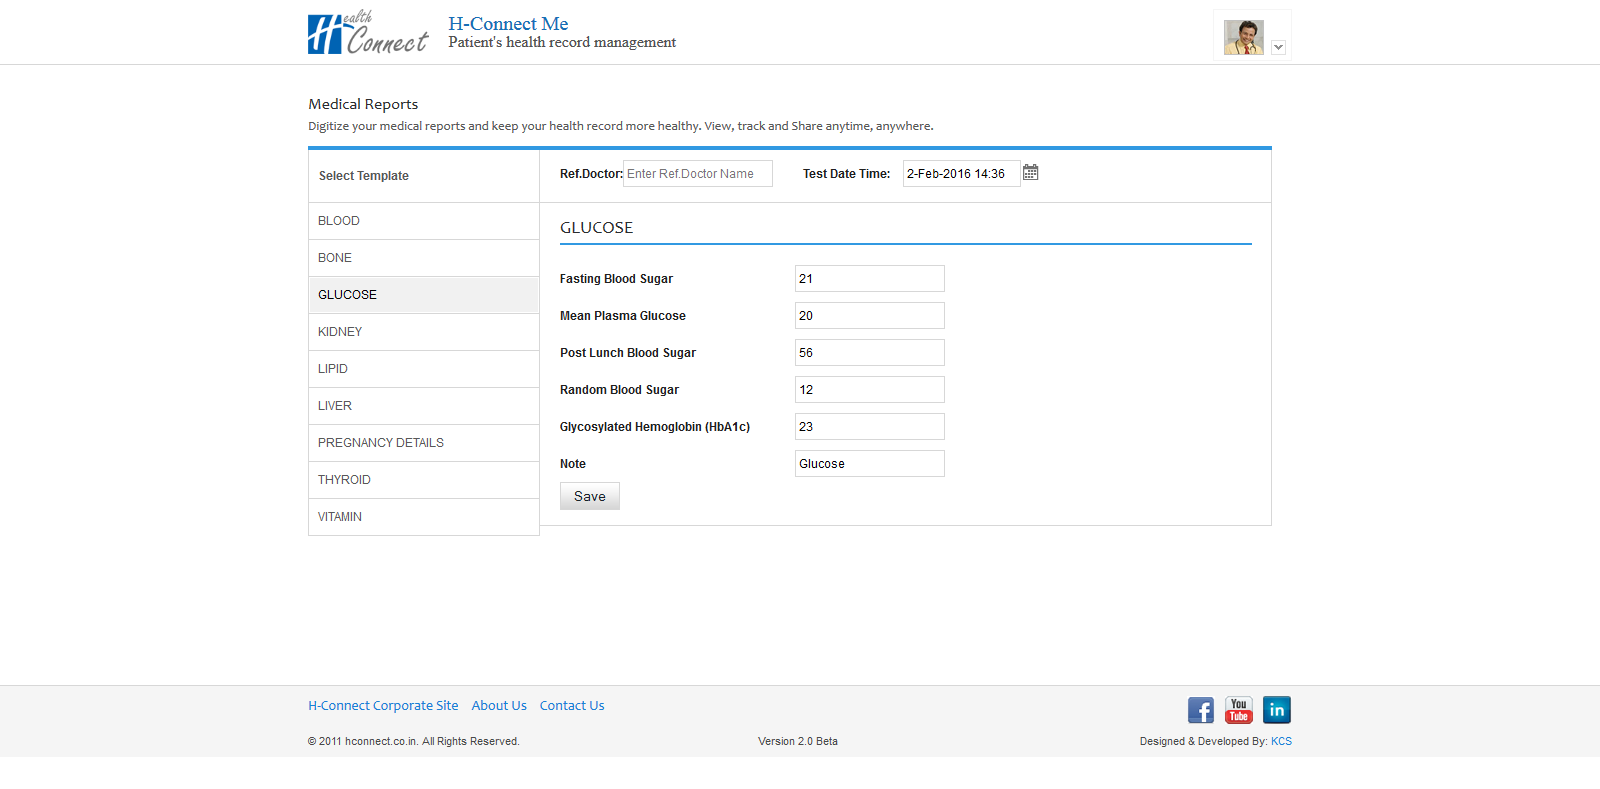 Health
Connect
H-Connect Me
Patient's health record management
Medical Reports
Digitize your medical reports and keep your health record more healthy. View, track and Share anytime, anywhere.
Select Template
Ref.Doctor: Enter Ref.Doctor Name Test Date Time: 2-Feb-2016 14:36
BLOOD
BONE
GLUCOSE
KIDNEY
LIPID
LIVER
PREGNANCY DETAILS
THYROID
VITAMIN
GLUCOSE
Fasting Blood Sugar 21
Mean Plasma Glucose 20
Post Lunch Blood Sugar 56
Random Blood Sugar 12
Glycosylated Hemoglobin (HbA1c) 23
Note Glucose
Save
H-Connect Corporate Site About Us Contact Us
f You Tube in
© 2011 hconnect.co.in. All Rights Reserved. Version 2.0 Beta Designed & Developed By: KCS